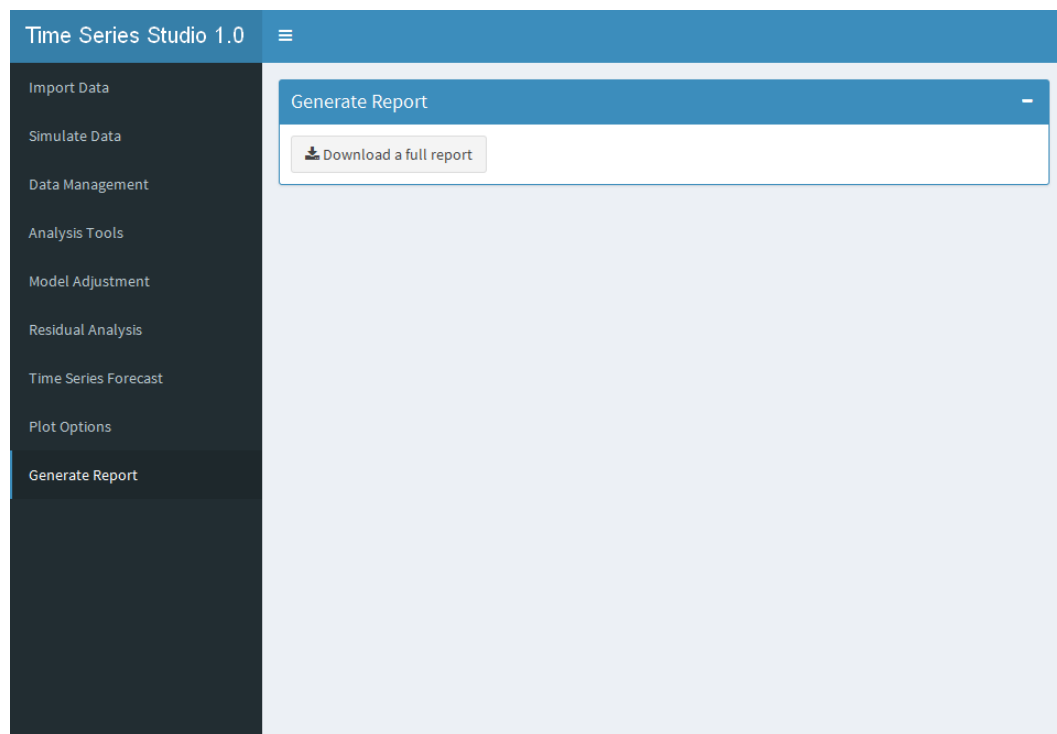 Time Series Studio 1.0
Import Data
Simulate Data
Data Management
Analysis Tools
Model Adjustment
Residual Analysis
Time Series Forecast
Plot Options
Generate Report
Generate Report
Download a full report